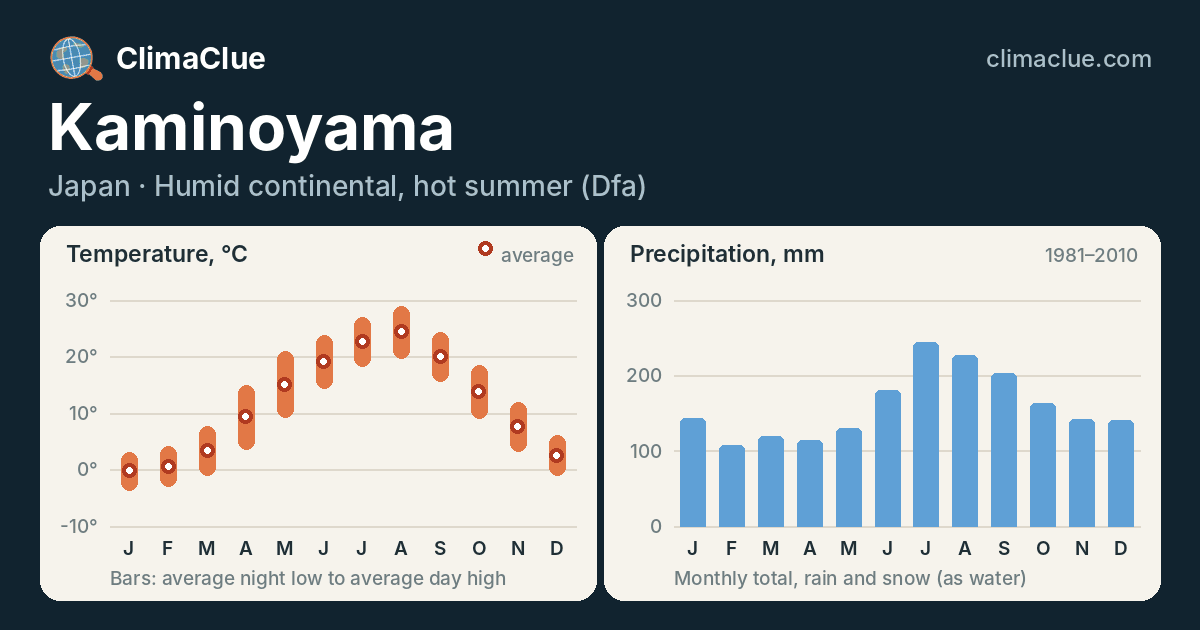 ClimaClue
climaclue.com
Kaminoyama
Japan · Humid continental, hot summer (Dfa)
Temperature, °C
average
30°
20°
10°
0°
-10°
J F M A M J J A S O N D
Bars: average night low to average day high
Precipitation, mm
1981–2010
300
200
100
0
J F M A M J J A S O N D
Monthly total, rain and snow (as water)